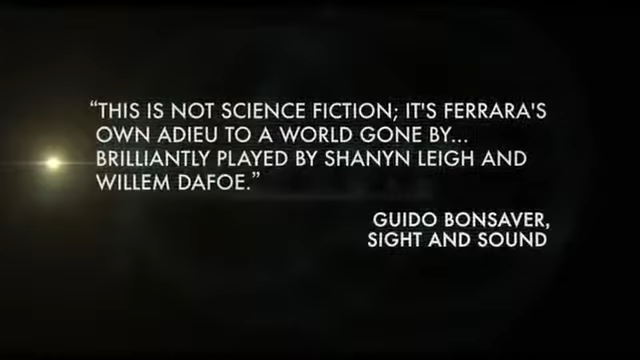 “THIS IS NOT SCIENCE FICTION; IT'S FERRARA'S
OWN ADIEU TO A WORLD GONE BY...
BRILLIANTLY PLAYED BY SHANYN LEIGH AND
WILLEM DAFOE.”
GUIDO BONSAVER,
SIGHT AND SOUND